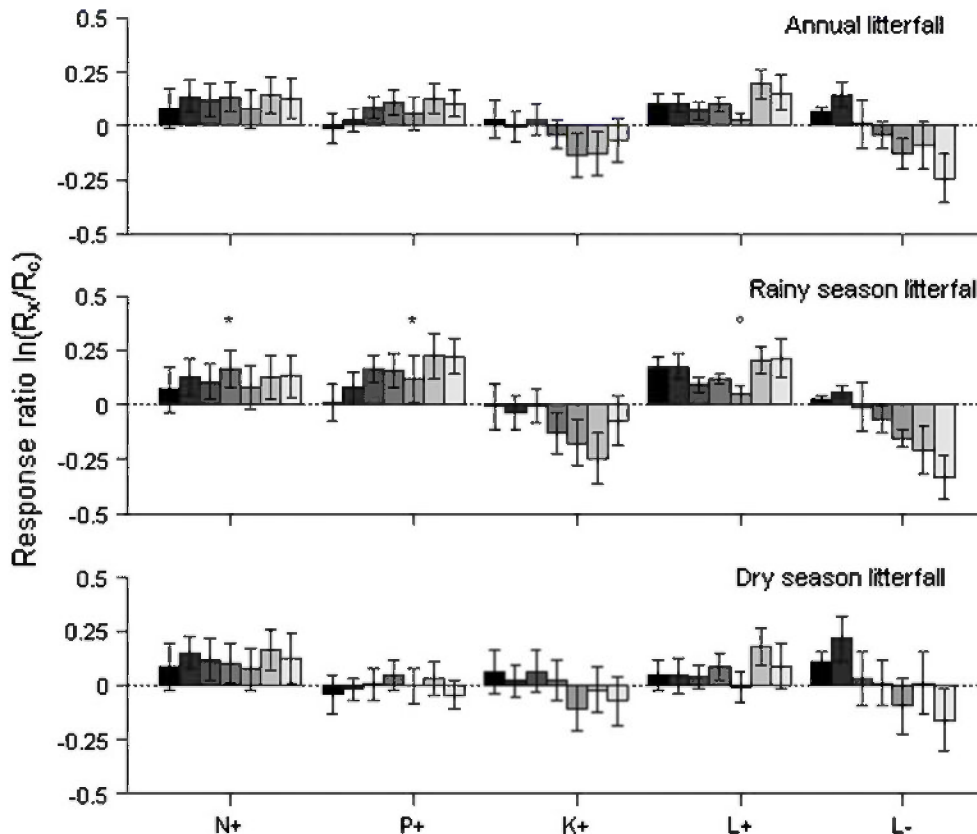 Annual litterfall
0.5
0.25
0
-0.25
-0.5
Rainy season litterfal
0.5
* * °
0.25
0
-0.25
-0.5
Dry season litterfall
0.5
0.25
0
-0.25
-0.5
N+ P+ K+ L+ L-
Response ratio ln(Rx/Rc)